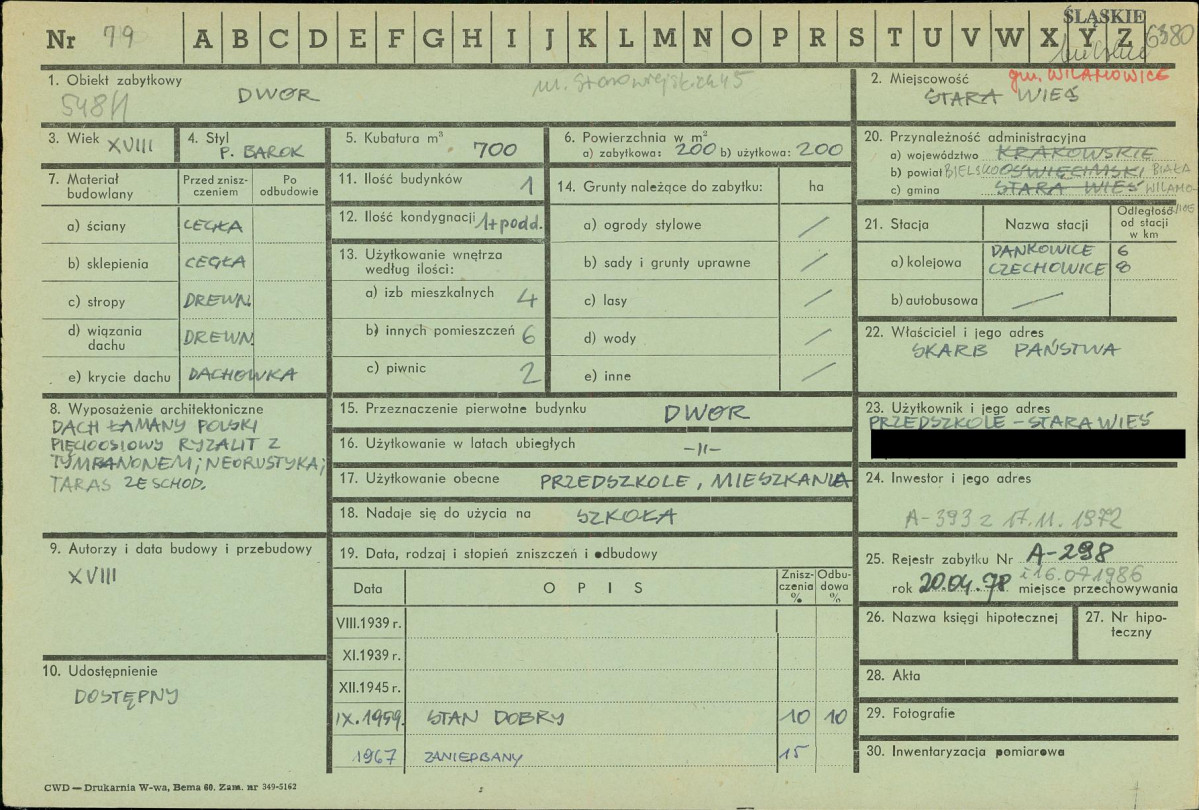 Nr 79 A B C D E F G H I J K L M N O P R S T U V W X Y Z ŚLĄSKIE 6380
1. Obiekt zabytkowy
548/1 DWÓR ul. Starowiejska 45
2. Miejscowość gm. WILAMOWICE
STARA WIEŚ
3. Wiek XVIII
4. Styl
P. BAROK
5. Kubatura m³
700
6. Powierzchnia w m²
a) zabytkowa: 200 b) użytkowa: 200
7. Materiał budowlany
Przed zniszczeniem
Po odbudowie
a) ściany CEGŁA
b) sklepienia CEGŁA
c) stropy DREWN.
d) wiązania dachu DREWN.
e) krycie dachu DACHÓWKA
8. Wyposażenie architektoniczne
DACH ŁAMANY POLSKI
PIĘCIOOSIOWY RYZALIT Z
TYMBANONEM; NEORUSTYKA;
TARAS ZE SCHOD.
9. Autorzy i data budowy i przebudowy
XVIII
10. Udostępnienie
DOSTĘPNY
11. Ilość budynków 1
12. Ilość kondygnacji 1+podd.
13. Użytkowanie wnętrza
według ilości:
a) izb mieszkalnych 4
b) innych pomieszczeń 6
c) piwnic 2
14. Grunty należące do zabytku: ha
a) ogrody stylowe /
b) sady i grunty uprawne /
c) lasy /
d) wody /
e) inne /
15. Przeznaczenie pierwotne budynku DWÓR
16. Użytkowanie w latach ubiegłych -"-
17. Użytkowanie obecne PRZEDSZKOLE, MIESZKANIA
18. Nadaje się do użycia na SZKOŁA
19. Data, rodzaj i stopień zniszczeń i odbudowy
Data OPIS Zniszczenia % Odbudowa %
VIII.1939 r.
XI.1939 r.
XII.1945 r.
IX.1959. STAN DOBRY 10 10
1967 ZANIEDBANY 15
20. Przynależność administracyjna
a) województwo KRAKOWSKIE
b) powiat BIELSKO OŚWIĘCIMSKI BIAŁA
c) gmina STARA WIEŚ WILAMOWICE
21. Stacja Nazwa stacji Odległość od stacji w km
a) kolejowa DANKOWICE 6
CZECHOWICE 8
b) autobusowa /
22. Właściciel i jego adres
SKARB PAŃSTWA
23. Użytkownik i jego adres
PRZEDSZKOLE – STARA WIEŚ
24. Inwestor i jego adres
A-393 z 17.11.1972
25. Rejestr zabytku Nr A-298
z 16.07.1986
rok 20.04.78 miejsce przechowywania
26. Nazwa księgi hipotecznej
27. Nr hipoteczny
28. Akta
29. Fotografie
30. Inwentaryzacja pomiarowa
CWD — Drukarnia W-wa, Bema 60. Zam. nr 349-5162